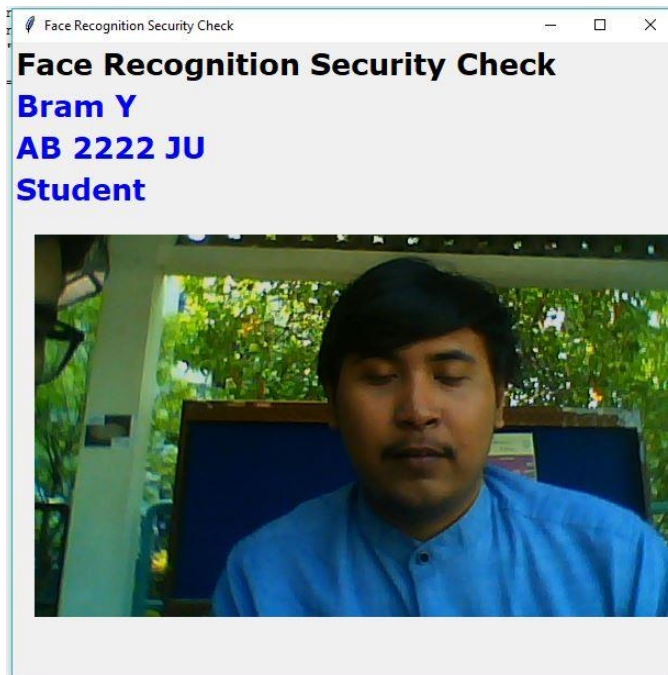 Face Recognition Security Check
Face Recognition Security Check
Bram Y
AB 2222 JU
Student